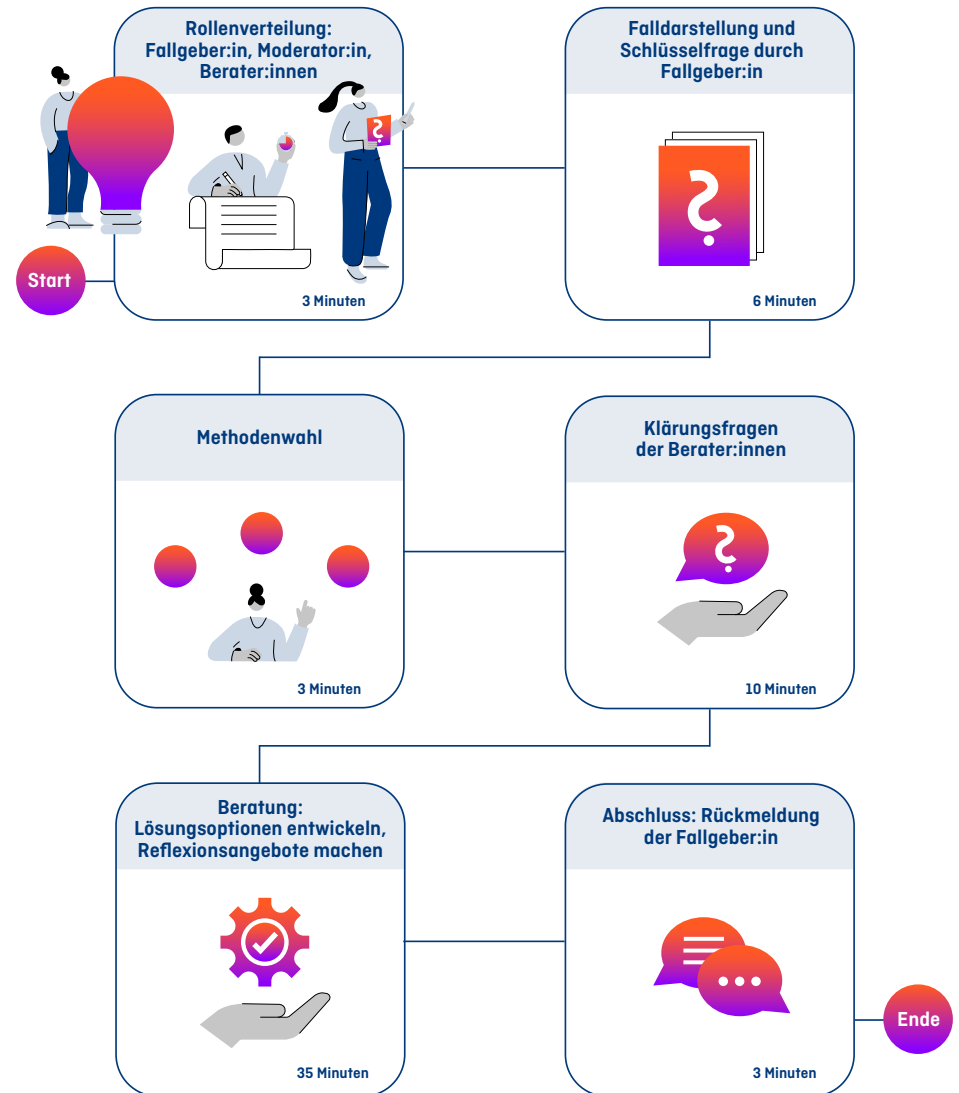 Rollenverteilung:
Fallgeber:in, Moderator:in,
Berater:innen
Start
3 Minuten
Falldarstellung und
Schlüsselfrage durch
Fallgeber:in
?
?
6 Minuten
Methodenwahl
3 Minuten
Klärungsfragen
der Berater:innen
?
10 Minuten
Beratung:
Lösungsoptionen entwickeln,
Reflexionsangebote machen
35 Minuten
Abschluss: Rückmeldung
der Fallgeber:in
3 Minuten
Ende